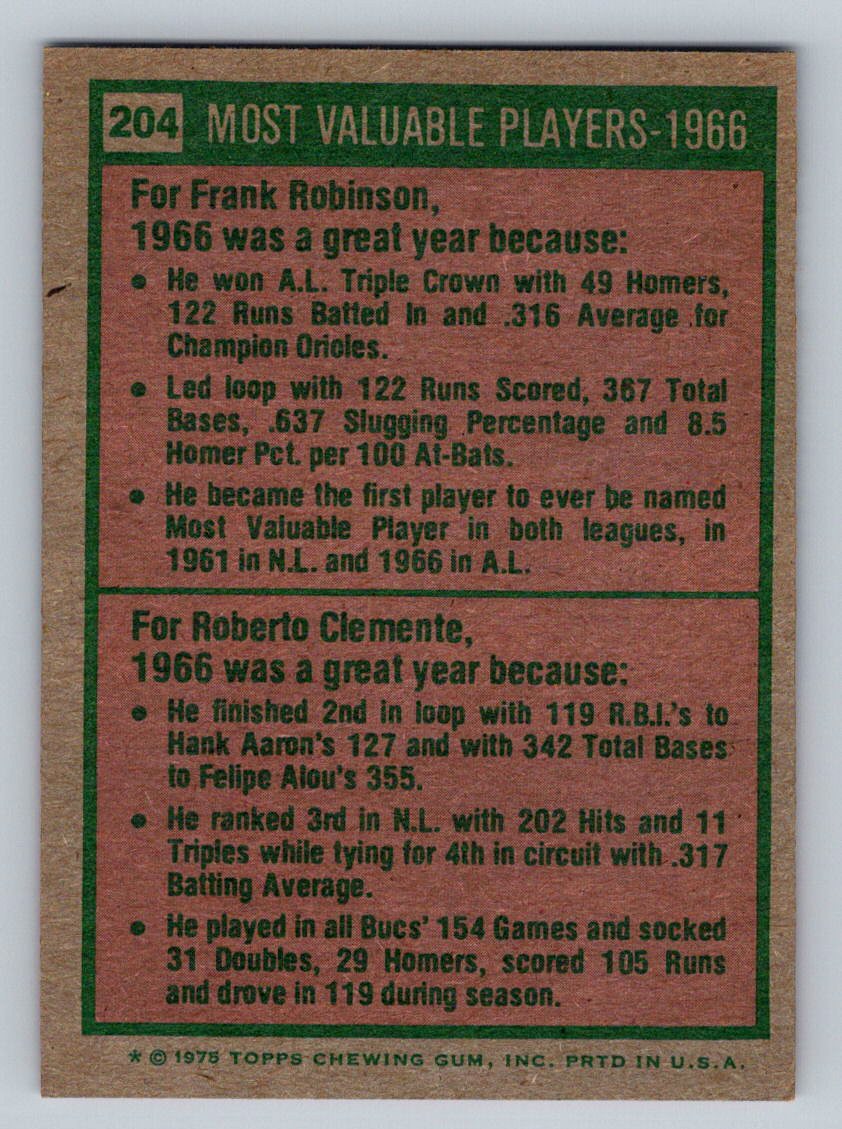 204 MOST VALUABLE PLAYERS-1966
For Frank Robinson,
1966 was a great year because:
● He won A.L. Triple Crown with 49 Homers,
122 Runs Batted In and .316 Average for
Champion Orioles.
● Led loop with 122 Runs Scored, 367 Total
Bases, .637 Slugging Percentage and 8.5
Homer Pct. per 100 At-Bats.
● He became the first player to ever be named
Most Valuable Player in both leagues, in
1961 in N.L. and 1966 in A.L.
For Roberto Clemente,
1966 was a great year because:
● He finished 2nd in loop with 119 R.B.I.'s to
Hank Aaron's 127 and with 342 Total Bases
to Felipe Alou's 355.
● He ranked 3rd in N.L. with 202 Hits and 11
Triples while tying for 4th in circuit with .317
Batting Average.
● He played in all Bucs' 154 Games and socked
31 Doubles, 29 Homers, scored 105 Runs
and drove in 119 during season.
* © 1975 TOPPS CHEWING GUM, INC. PRTD IN U.S.A.